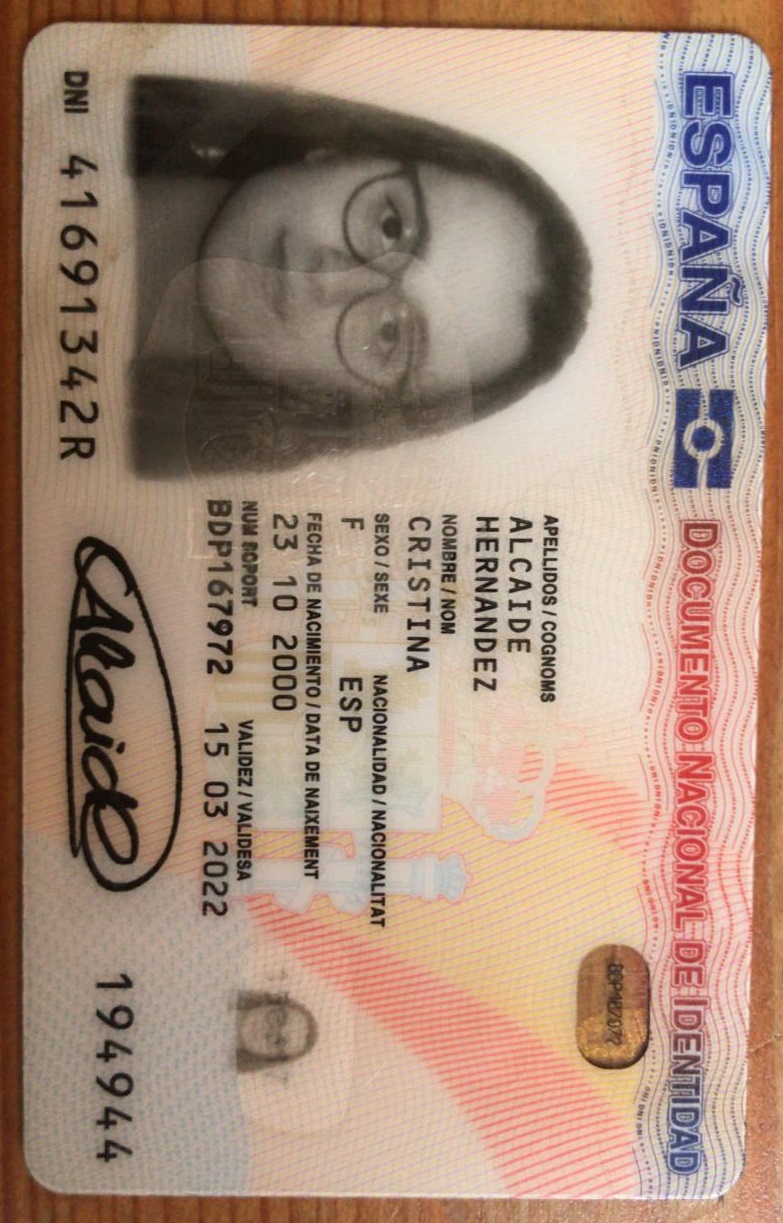 ESPAÑA DOCUMENTO NACIONAL DE IDENTIDAD
BDP167972
APELLIDOS / COGNOMS
ALCAIDE
HERNANDEZ
NOMBRE / NOM
CRISTINA
SEXO / SEXE NACIONALIDAD / NACIONALITAT
F ESP
FECHA DE NACIMIENTO / DATA DE NAIXEMENT
23 10 2000
NUM SOPORT VALIDEZ / VALIDESA
BDP167972 15 03 2022
Alcaide
194944
DNI 41691342R